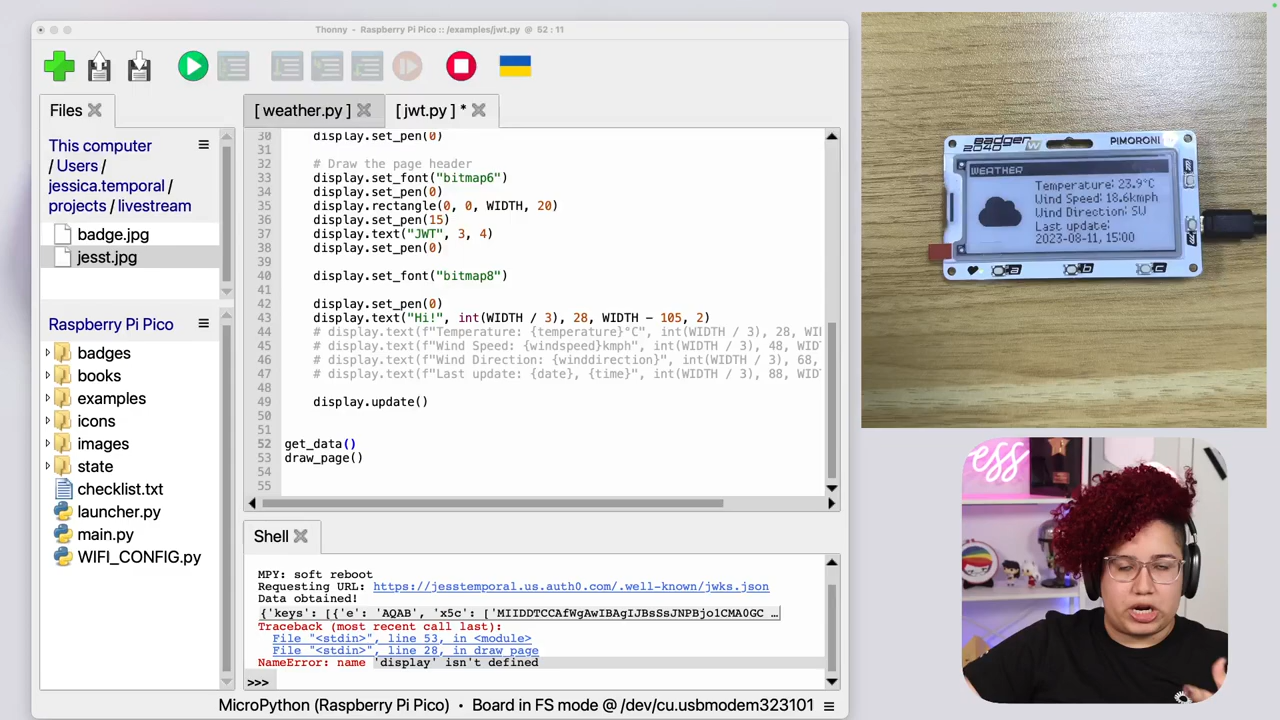 Thonny - Raspberry Pi Pico :: /examples/jwt.py @ 52 : 11
Files
[ weather.py ]
[ jwt.py ] *
This computer
/ Users /
jessica.temporal /
projects / livestream
badge.jpg
jesst.jpg
Raspberry Pi Pico
badges
books
examples
icons
images
state
checklist.txt
launcher.py
main.py
WIFI_CONFIG.py
30 display.set_pen(0)
31
32 # Draw the page header
33 display.set_font("bitmap6")
34 display.set_pen(0)
35 display.rectangle(0, 0, WIDTH, 20)
36 display.set_pen(15)
37 display.text("JWT", 3, 4)
38 display.set_pen(0)
39
40 display.set_font("bitmap8")
41
42 display.set_pen(0)
43 display.text("Hi!", int(WIDTH / 3), 28, WIDTH - 105, 2)
44 # display.text(f"Temperature: {temperature}°C", int(WIDTH / 3), 28, WI
45 # display.text(f"Wind Speed: {windspeed}kmph", int(WIDTH / 3), 48, WID
46 # display.text(f"Wind Direction: {winddirection}", int(WIDTH / 3), 68,
47 # display.text(f"Last update: {date}, {time}", int(WIDTH / 3), 88, WID
48
49 display.update()
50
51
52 get_data()
53 draw_page()
54
55
Shell
MPY: soft reboot
Requesting URL: https://jesstemporal.us.auth0.com/.well-known/jwks.json
Data obtained!
{'keys': [{'e': 'AQAB', 'x5c': ['MIIDDTCCAfWgAwIBAgIJBsSsJNPBjo1CMA0GC …
Traceback (most recent call last):
File "<stdin>", line 53, in <module>
File "<stdin>", line 28, in draw_page
NameError: name 'display' isn't defined
>>>
MicroPython (Raspberry Pi Pico) • Board in FS mode @ /dev/cu.usbmodem323101
Badger
2040 W
PIMORONI
WEATHER
Temperature: 23.9°C
Wind Speed: 18.6kmph
Wind Direction: SW
Last update:
2023-08-11, 15:00
a
b
c
ess